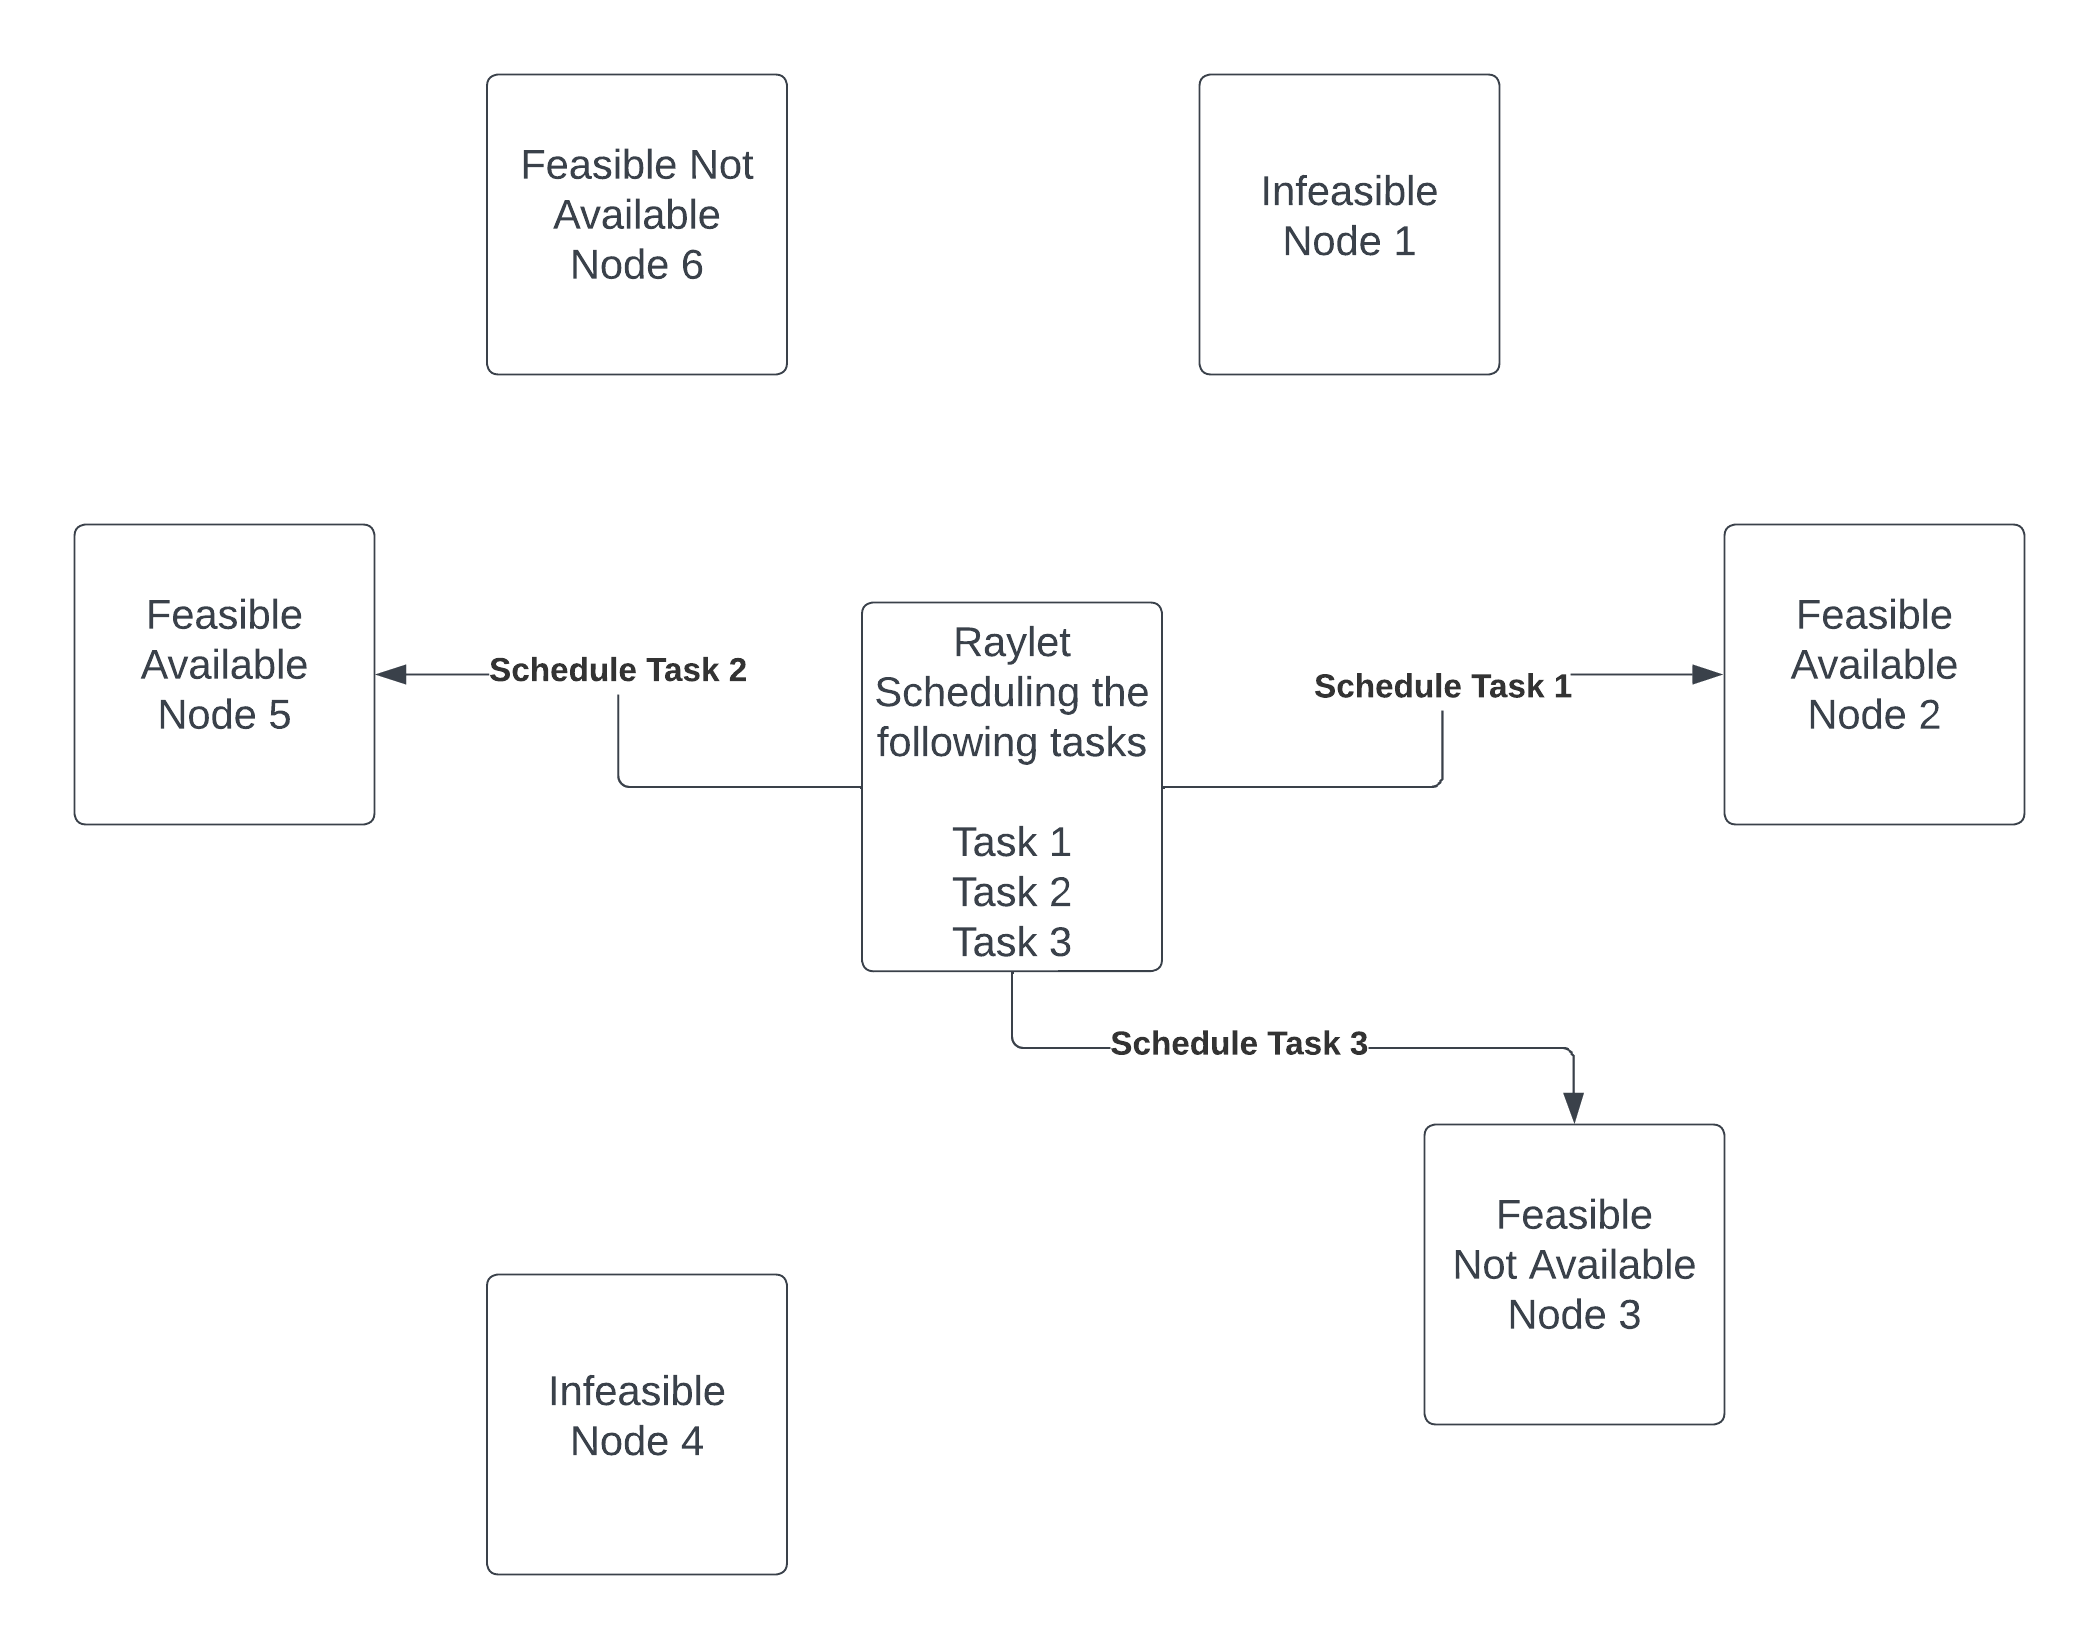 Feasible Not
Available
Node 6
Infeasible
Node 1
Feasible
Available
Node 5
Schedule Task 2
Raylet
Scheduling the
following tasks
Task 1
Task 2
Task 3
Schedule Task 1
Feasible
Available
Node 2
Schedule Task 3
Feasible
Not Available
Node 3
Infeasible
Node 4